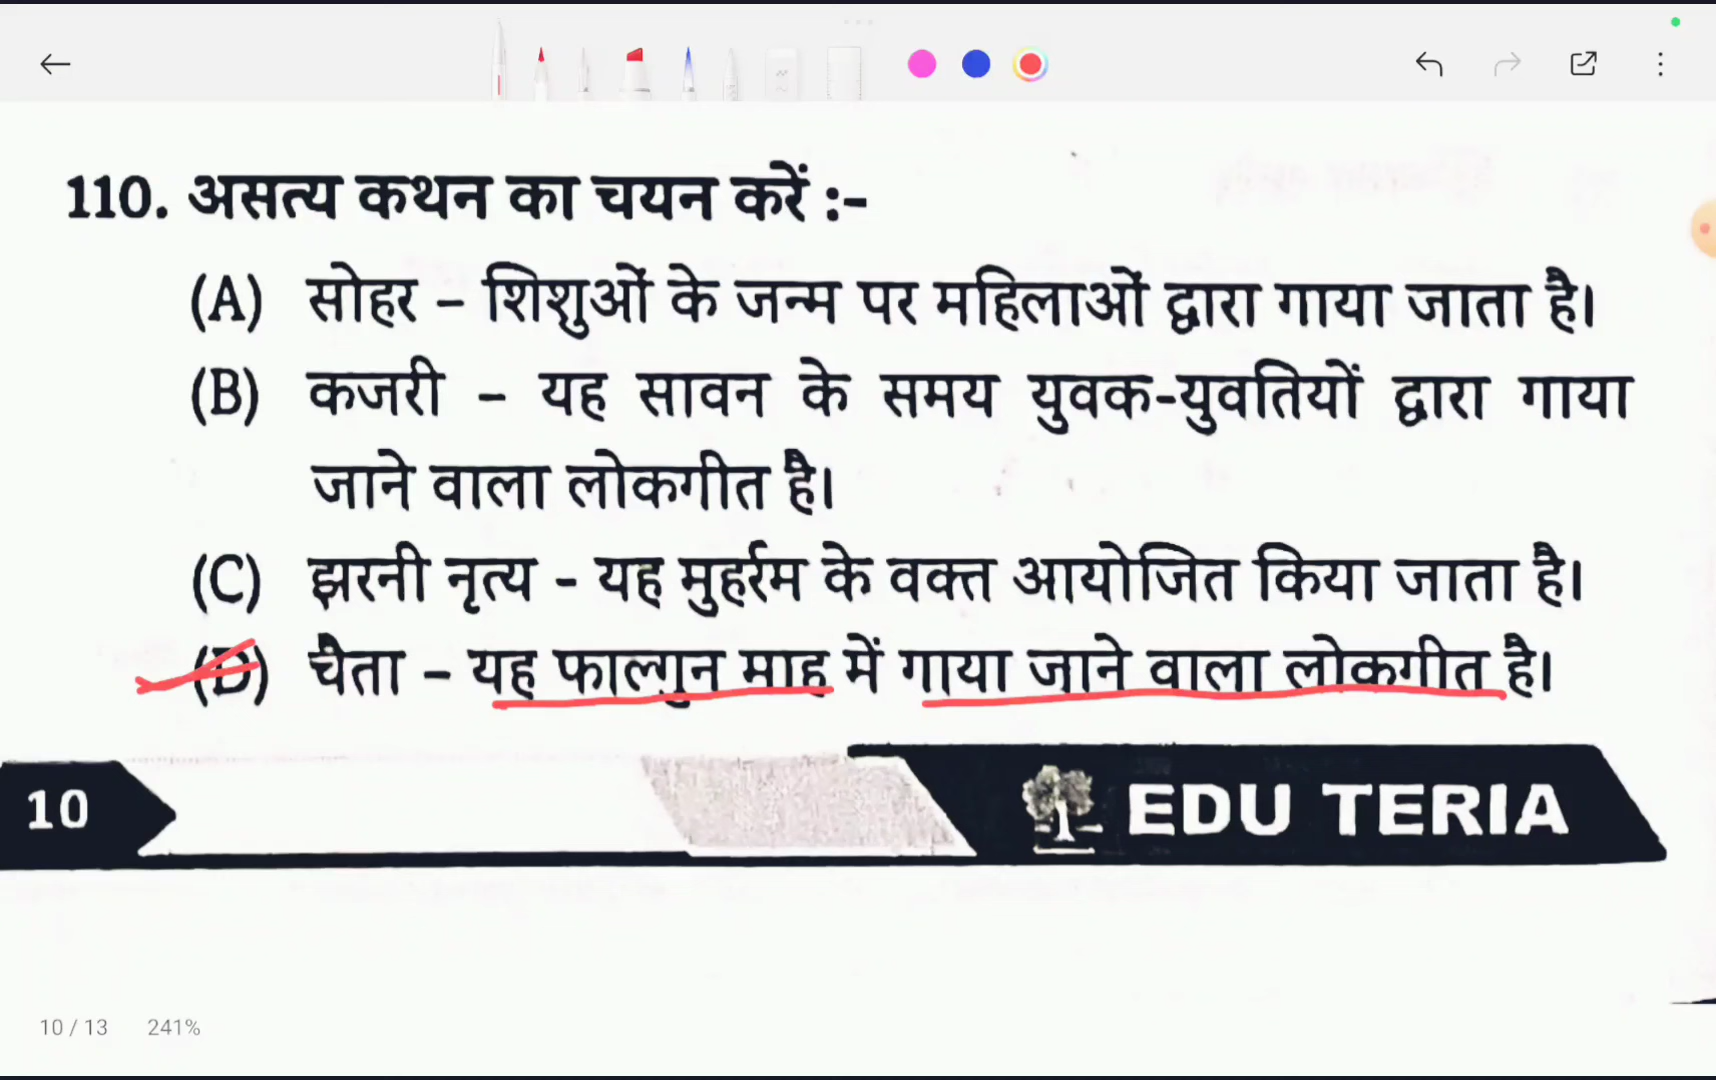 110. असत्य कथन का चयन करें :-
(A) सोहर – शिशुओं के जन्म पर महिलाओं द्वारा गाया जाता है।
(B) कजरी – यह सावन के समय युवक-युवतियों द्वारा गाया
जाने वाला लोकगीत है।
(C) झरनी नृत्य - यह मुहर्रम के वक्त आयोजित किया जाता है।
(D) चैता – यह फाल्गुन माह में गाया जाने वाला लोकगीत है।
10
EDU TERIA
10 / 13 241%